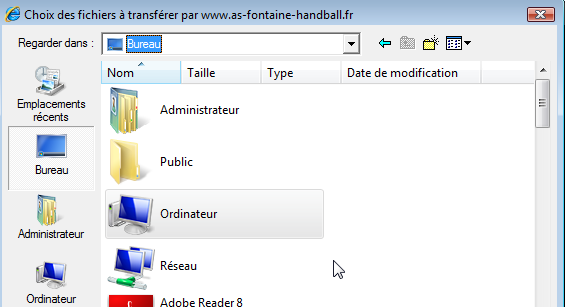 Choix des fichiers à transférer par www.as-fontaine-handball.fr
Regarder dans :
Bureau
Nom
Taille
Type
Date de modification
Emplacements
récents
Bureau
Administrateur
Ordinateur
Administrateur
Public
Ordinateur
Réseau
Adobe Reader 8